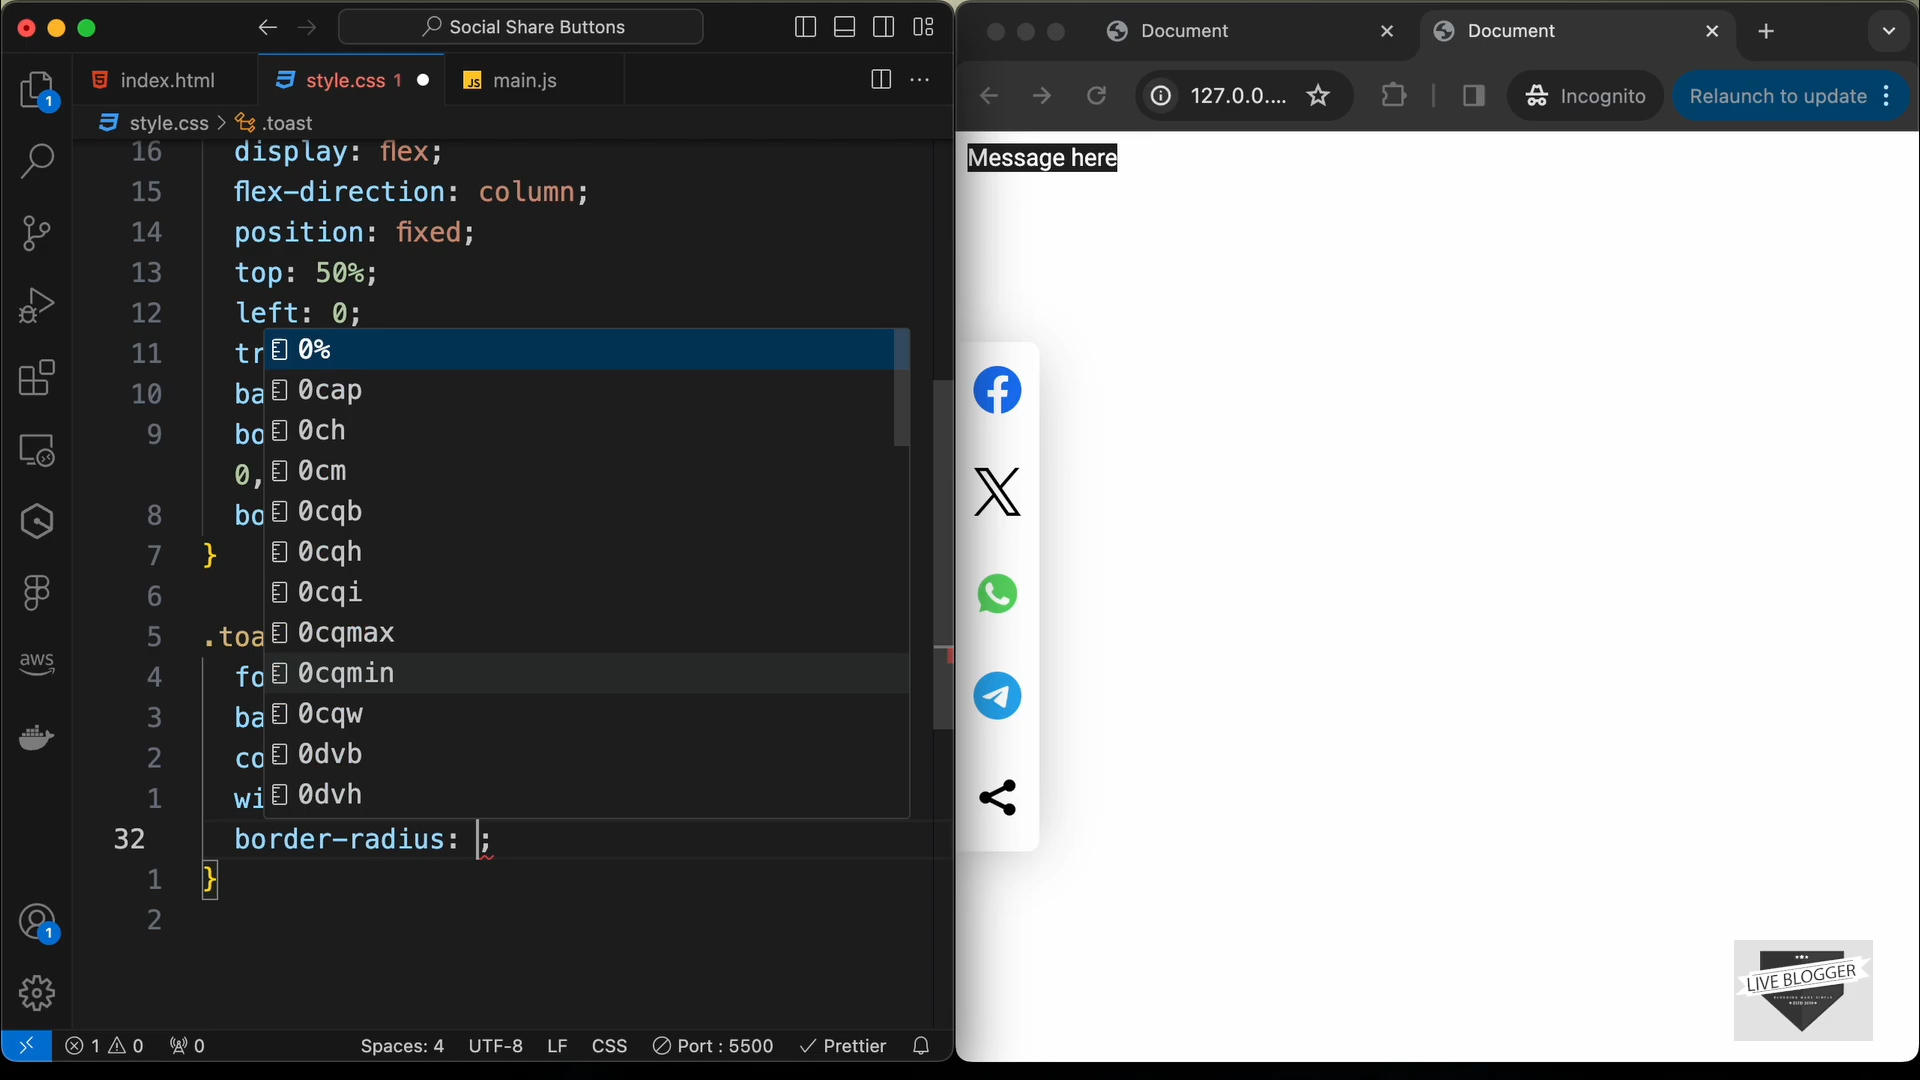 Social Share Buttons
index.html
style.css 1
JS main.js
style.css > .toast
16 display: flex;
15 flex-direction: column;
14 position: fixed;
13 top: 50%;
12 left: 0;
11 tr
10 ba
9 bo
0,
8 bo
7 }
6
5 .toa
4 fo
3 ba
2 co
1 wi
32 border-radius: ;
1 }
2
0%
0cap
0ch
0cm
0cqb
0cqh
0cqi
0cqmax
0cqmin
0cqw
0dvb
0dvh
1
aws
1
1 0
0
Spaces: 4
UTF-8
LF
CSS
Port : 5500
Prettier
Document
Document
127.0.0....
Incognito
Relaunch to update
Message here
LIVE BLOGGER